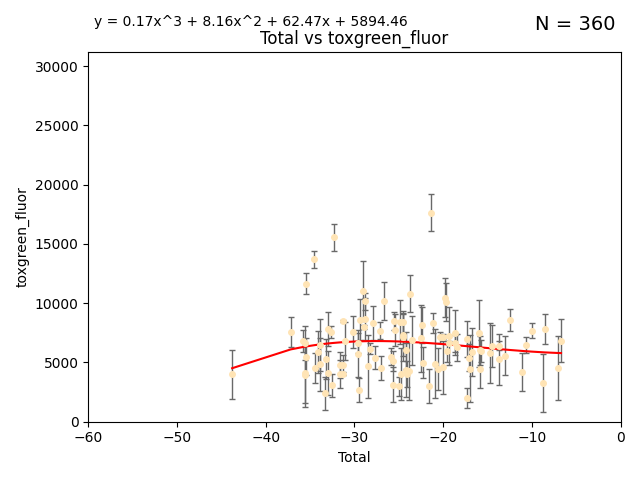 y = 0.17x^3 + 8.16x^2 + 62.47x + 5894.46
N = 360
Total vs toxgreen_fluor
30000
25000
20000
15000
10000
5000
0
toxgreen_fluor
−60
−50
−40
−30
−20
−10
0
Total